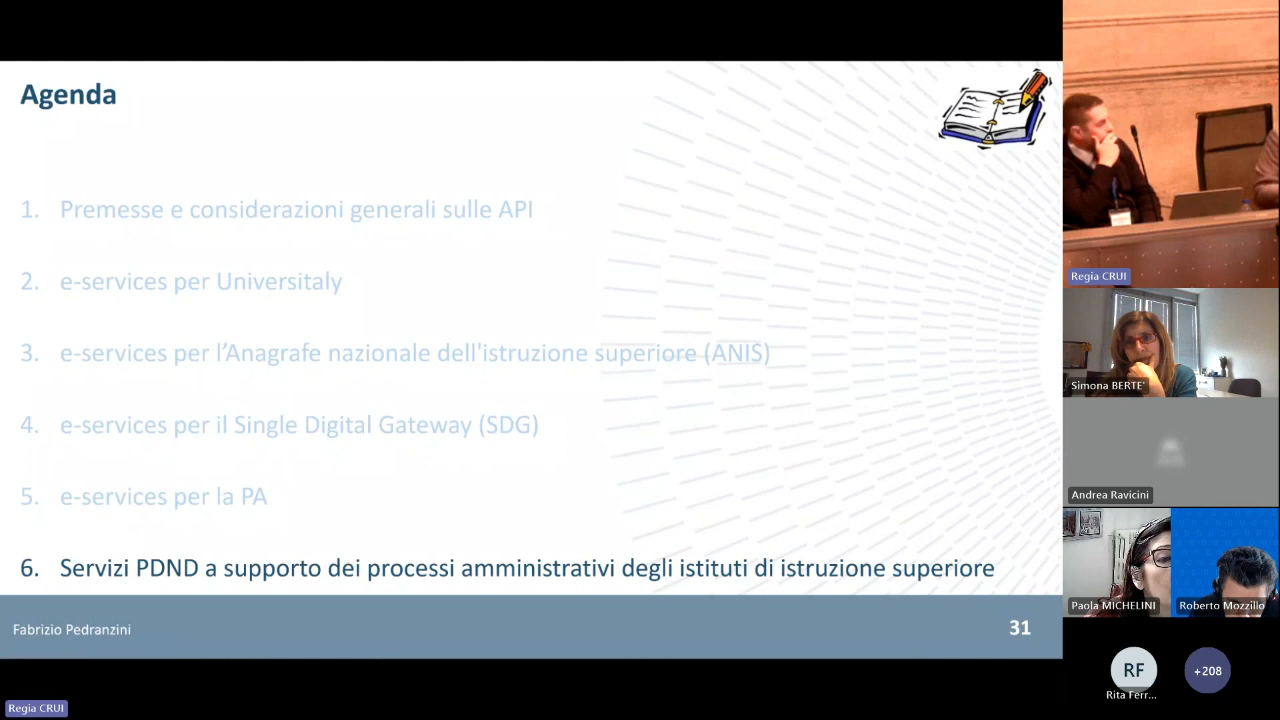 Agenda
1. Premesse e considerazioni generali sulle API
2. e-services per Universitaly
3. e-services per l’Anagrafe nazionale dell'istruzione superiore (ANIS)
4. e-services per il Single Digital Gateway (SDG)
5. e-services per la PA
6. Servizi PDND a supporto dei processi amministrativi degli istituti di istruzione superiore
Fabrizio Pedranzini
31
Regia CRUI
Regia CRUI
Simona BERTE'
Andrea Ravicini
Paola MICHELINI
Roberto Mozzillo
RF
Rita Ferr...
+208